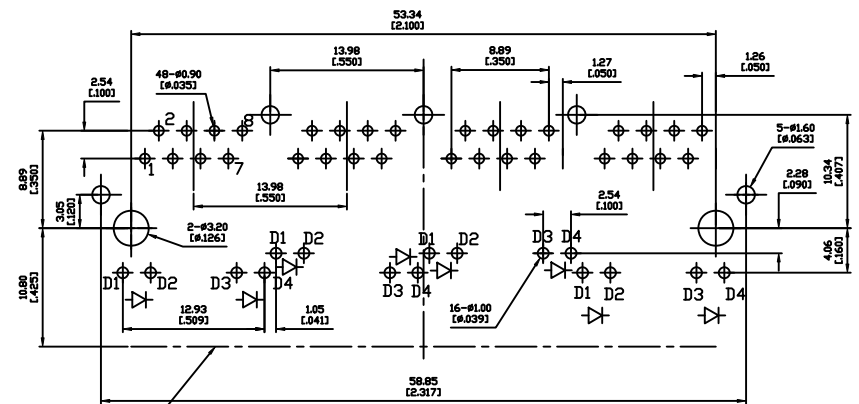 53.34
[2.100]
13.98
[.550]
8.89
[.350]
1.27
[.050]
1.26
[.050]
2.54
[.100]
48-ø0.90
[ø.035]
2
8
1
7
5-ø1.60
[ø.063]
8.89
[.350]
3.05
[.120]
10.34
[.407]
2.28
[.090]
13.98
[.550]
2.54
[.100]
2-ø3.20
[ø.126]
4.06
[.160]
D1
D2
D1
D2
D3
D4
D1
D2
D3
D4
D3
D4
D1
D2
D3
D4
10.80
[.425]
12.93
[.509]
1.05
[.041]
16-ø1.00
[ø.039]
58.85
[2.317]